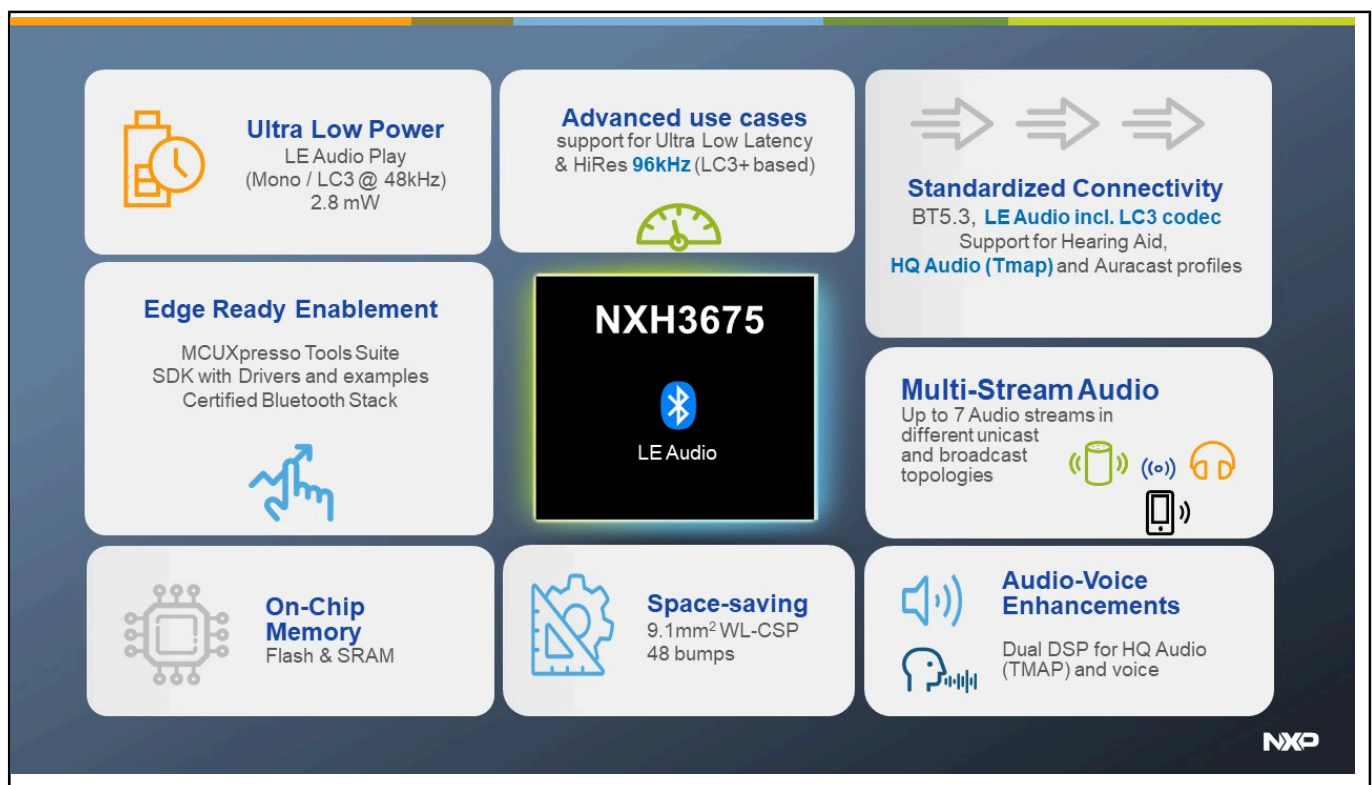 Ultra Low Power
LE Audio Play
(Mono / LC3 @ 48kHz)
2.8 mW
Advanced use cases
support for Ultra Low Latency
& HiRes 96kHz (LC3+ based)
Standardized Connectivity
BT5.3, LE Audio incl. LC3 codec
Support for Hearing Aid,
HQ Audio (Tmap) and Auracast profiles
Edge Ready Enablement
MCUXpresso Tools Suite
SDK with Drivers and examples
Certified Bluetooth Stack
NXH3675
LE Audio
Multi-Stream Audio
Up to 7 Audio streams in
different unicast
and broadcast
topologies
On-Chip
Memory
Flash & SRAM
Space-saving
9.1mm² WL-CSP
48 bumps
Audio-Voice
Enhancements
Dual DSP for HQ Audio
(TMAP) and voice
NXP